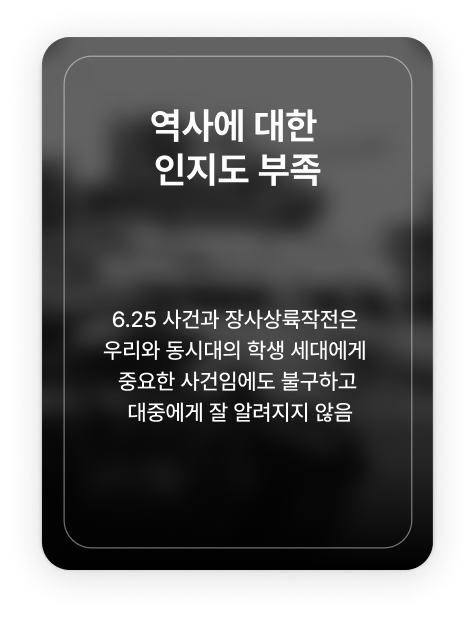 역사에 대한
인지도 부족
6.25 사건과 장사상륙작전은
우리와 동시대의 학생 세대에게
중요한 사건임에도 불구하고
대중에게 잘 알려지지 않음